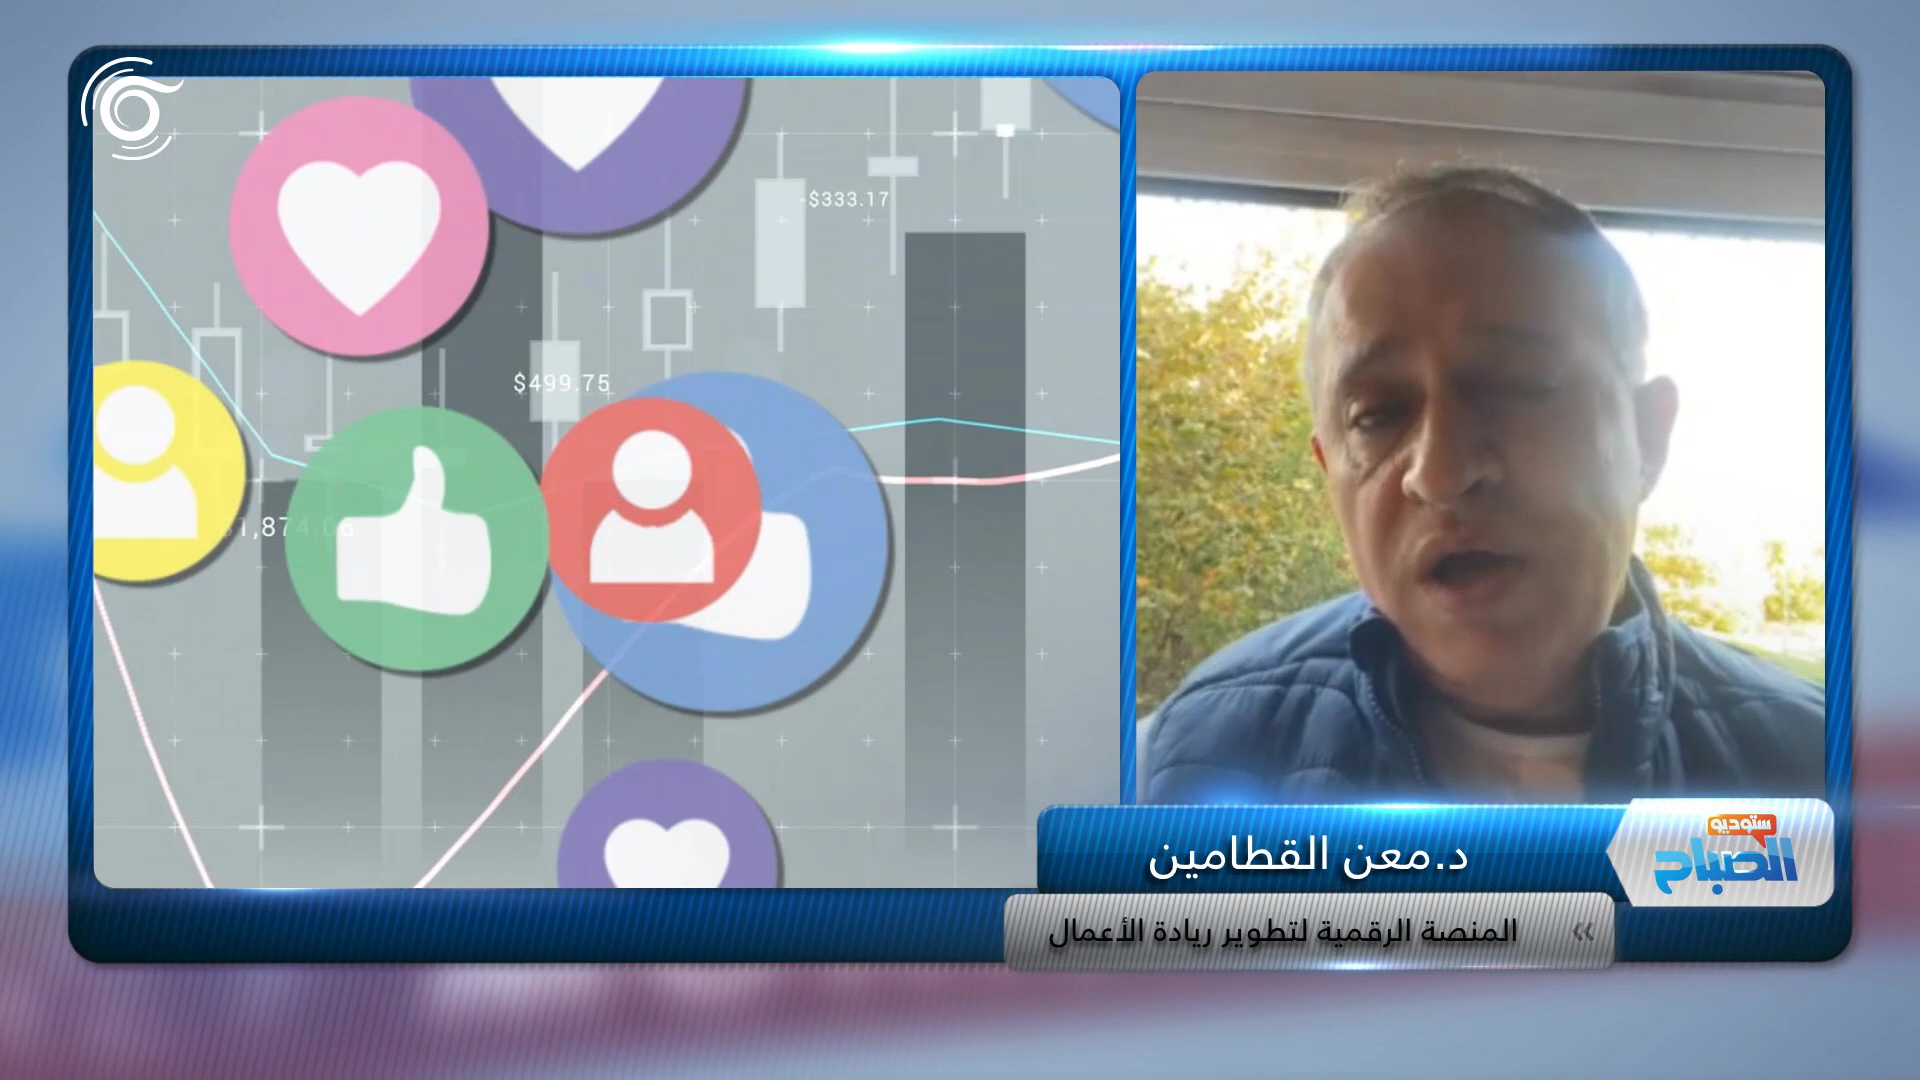 -$333.17
$499.75
د.معن القطامين
ستوديو
الصباح
المنصة الرقمية لتطوير ريادة الأعمال